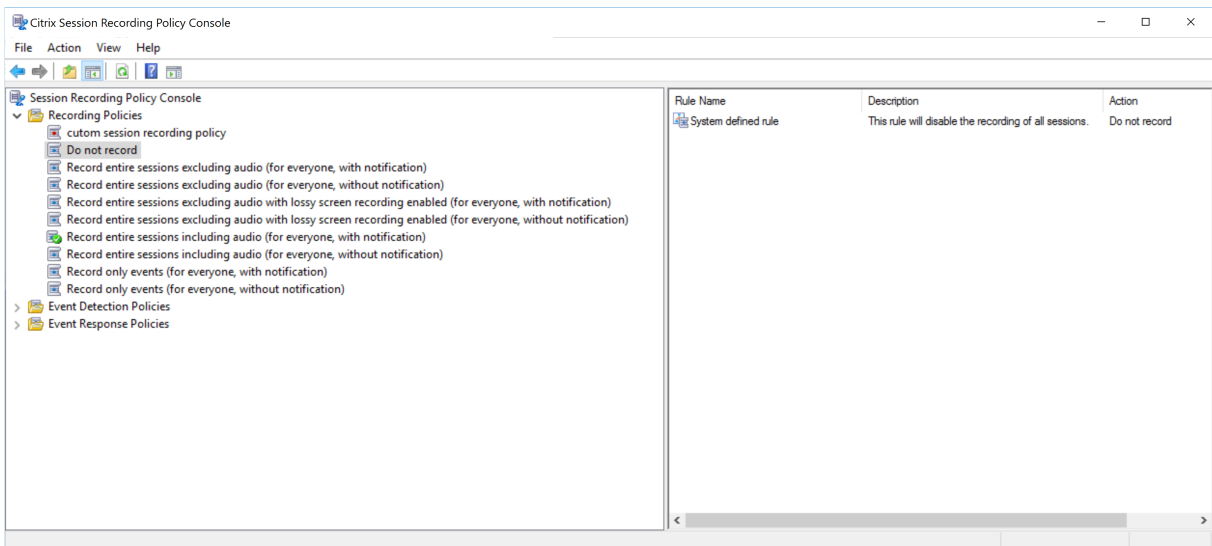 Citrix Session Recording Policy Console
File Action View Help
Session Recording Policy Console
Recording Policies
cutom session recording policy
Do not record
Record entire sessions excluding audio (for everyone, with notification)
Record entire sessions excluding audio (for everyone, without notification)
Record entire sessions excluding audio with lossy screen recording enabled (for everyone, with notification)
Record entire sessions excluding audio with lossy screen recording enabled (for everyone, without notification)
Record entire sessions including audio (for everyone, with notification)
Record entire sessions including audio (for everyone, without notification)
Record only events (for everyone, with notification)
Record only events (for everyone, without notification)
Event Detection Policies
Event Response Policies
Rule Name Description Action
System defined rule This rule will disable the recording of all sessions. Do not record